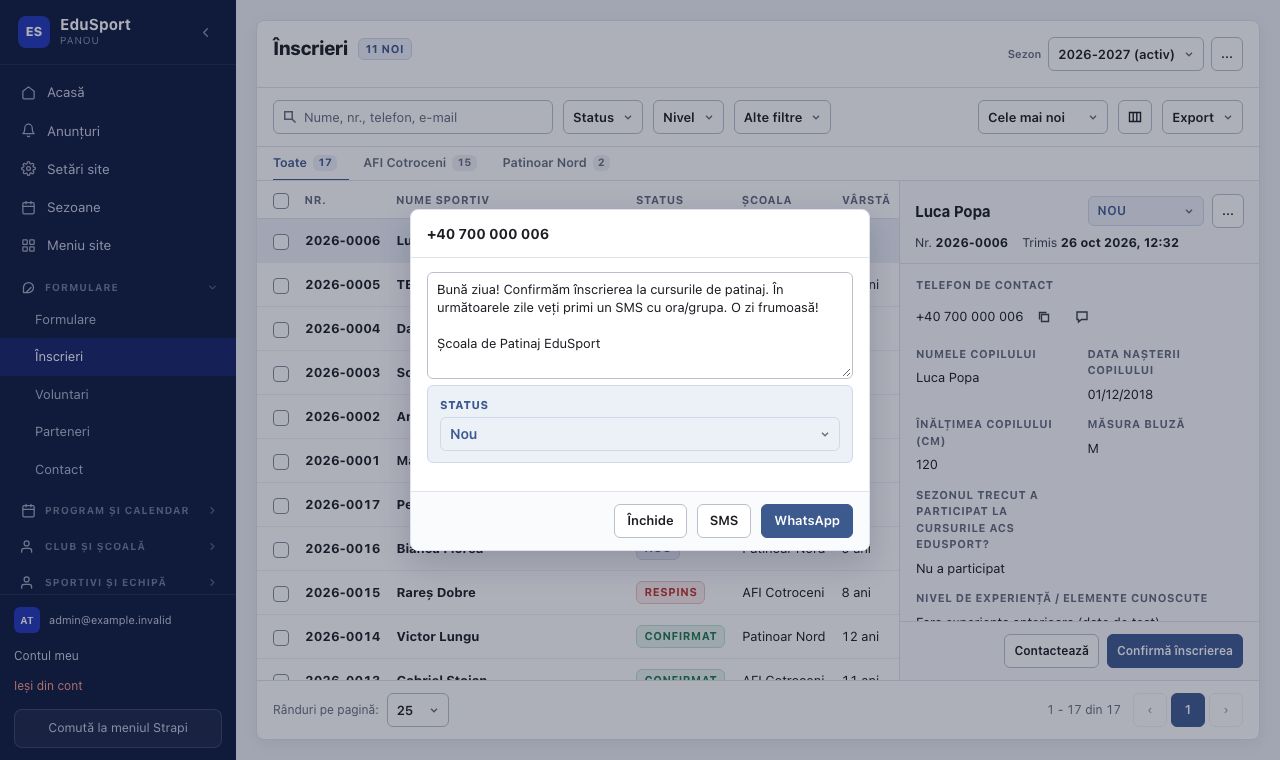 ES
EduSport
PANOU
Acasă
Anunțuri
Setări site
Sezoane
Meniu site
FORMULARE
Formulare
Înscrieri
Voluntari
Parteneri
Contact
PROGRAM ȘI CALENDAR
CLUB ȘI ȘCOALĂ
SPORTIVI ȘI ECHIPĂ
AT admin@example.invalid
Contul meu
Ieși din cont
Comută la meniul Strapi
Înscrieri 11 NOI
Sezon 2026-2027 (activ) ...
Nume, nr., telefon, e-mail Status Nivel Alte filtre Cele mai noi Export
Toate 17 AFI Cotroceni 15 Patinoar Nord 2
NR. NUME SPORTIV STATUS ȘCOALA VÂRSTĂ
2026-0006
2026-0005
2026-0004
2026-0003
2026-0002
2026-0001
2026-0017
2026-0016
2026-0015 Rareș Dobre RESPINS AFI Cotroceni 8 ani
2026-0014 Victor Lungu CONFIRMAT Patinoar Nord 12 ani
Rânduri pe pagină: 25 1 - 17 din 17 ‹ 1 ›
+40 700 000 006
Bună ziua! Confirmăm înscrierea la cursurile de patinaj. În
următoarele zile veți primi un SMS cu ora/grupa. O zi frumoasă!
Școala de Patinaj EduSport
STATUS
Nou
Închide SMS WhatsApp
Luca Popa NOU ...
Nr. 2026-0006 Trimis 26 oct 2026, 12:32
TELEFON DE CONTACT
+40 700 000 006
NUMELE COPILULUI
Luca Popa
DATA NAȘTERII
COPILULUI
01/12/2018
ÎNĂLȚIMEA COPILULUI
(CM)
120
MĂSURA BLUZĂ
M
SEZONUL TRECUT A
PARTICIPAT LA
CURSURILE ACS
EDUSPORT?
Nu a participat
NIVEL DE EXPERIENȚĂ / ELEMENTE CUNOSCUTE
Contactează Confirmă înscrierea